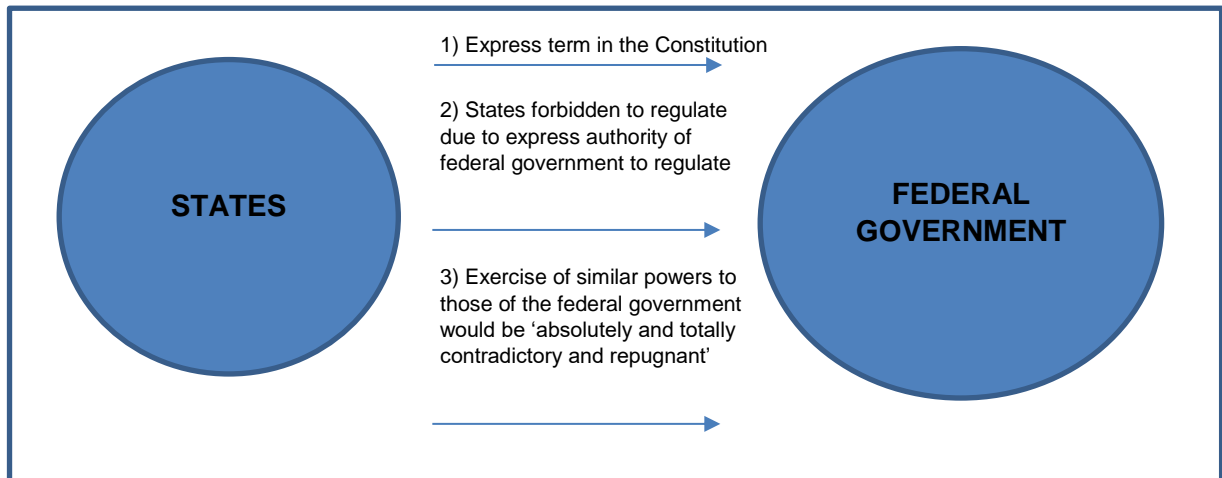 1) Express term in the Constitution
2) States forbidden to regulate
due to express authority of
federal government to regulate
STATES
FEDERAL
GOVERNMENT
3) Exercise of similar powers to
those of the federal government
would be ‘absolutely and totally
contradictory and repugnant’